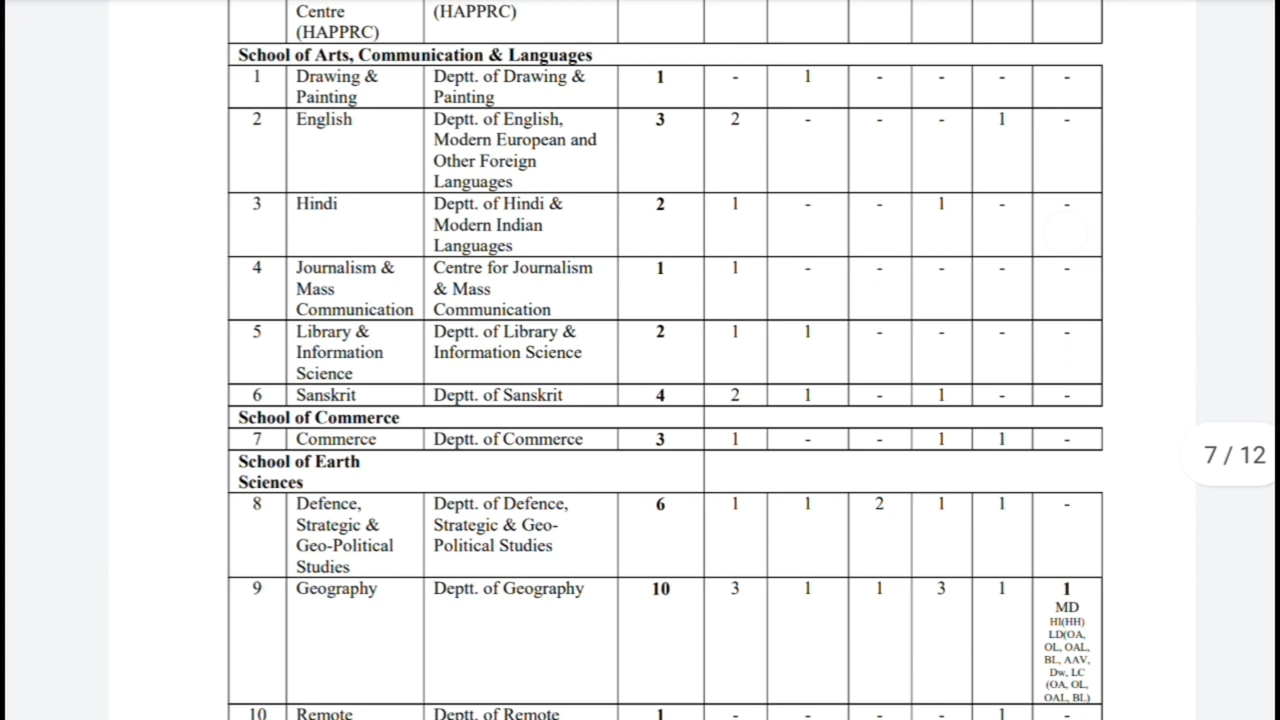 Centre (HAPPRC)
(HAPPRC)
School of Arts, Communication & Languages
1 Drawing & Painting Deptt. of Drawing & Painting 1 - 1 - - - -
2 English Deptt. of English, Modern European and Other Foreign Languages 3 2 - - - 1 -
3 Hindi Deptt. of Hindi & Modern Indian Languages 2 1 - - 1 - -
4 Journalism & Mass Communication Centre for Journalism & Mass Communication 1 1 - - - - -
5 Library & Information Science Deptt. of Library & Information Science 2 1 1 - - - -
6 Sanskrit Deptt. of Sanskrit 4 2 1 - 1 - -
School of Commerce
7 Commerce Deptt. of Commerce 3 1 - - 1 1 -
School of Earth Sciences
8 Defence, Strategic & Geo-Political Studies Deptt. of Defence, Strategic & Geo-Political Studies 6 1 1 2 1 1 -
9 Geography Deptt. of Geography 10 3 1 1 3 1 1 MD HI(HH) LD(OA, OL, OAL, BL, AAV, Dw, LC (OA, OL, OAL, BL)
10 Remote Deptt. of Remote 1 - - - - 1 -
7 / 12